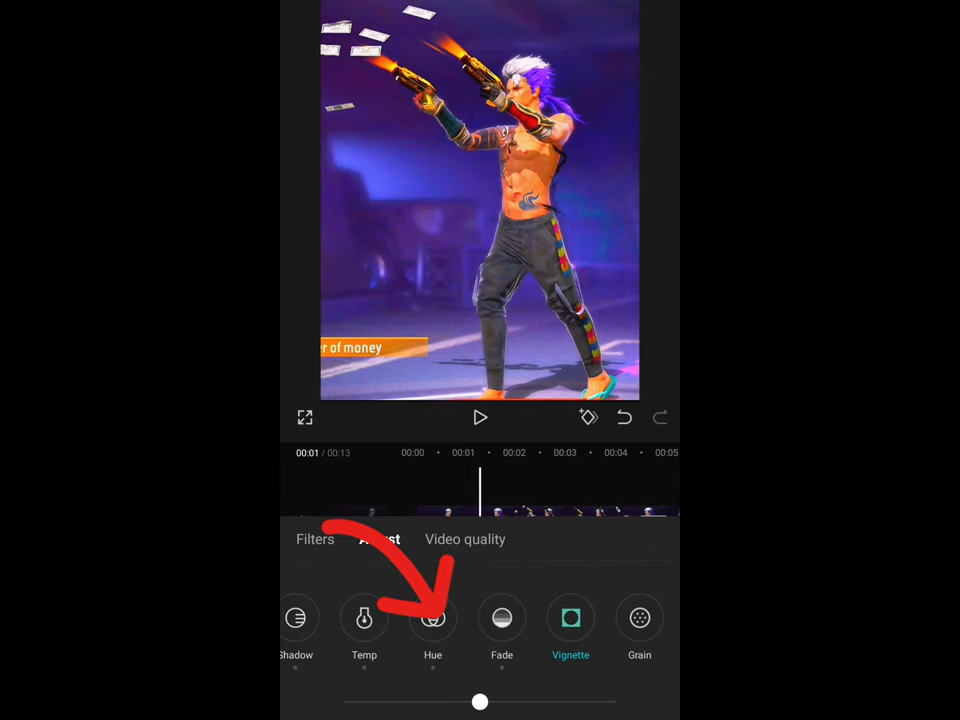 r of money
00:01 / 00:13 00:00 00:01 00:02 00:03 00:04 00:05
Filters Adjust Video quality
Shadow Temp Hue Fade Vignette Grain